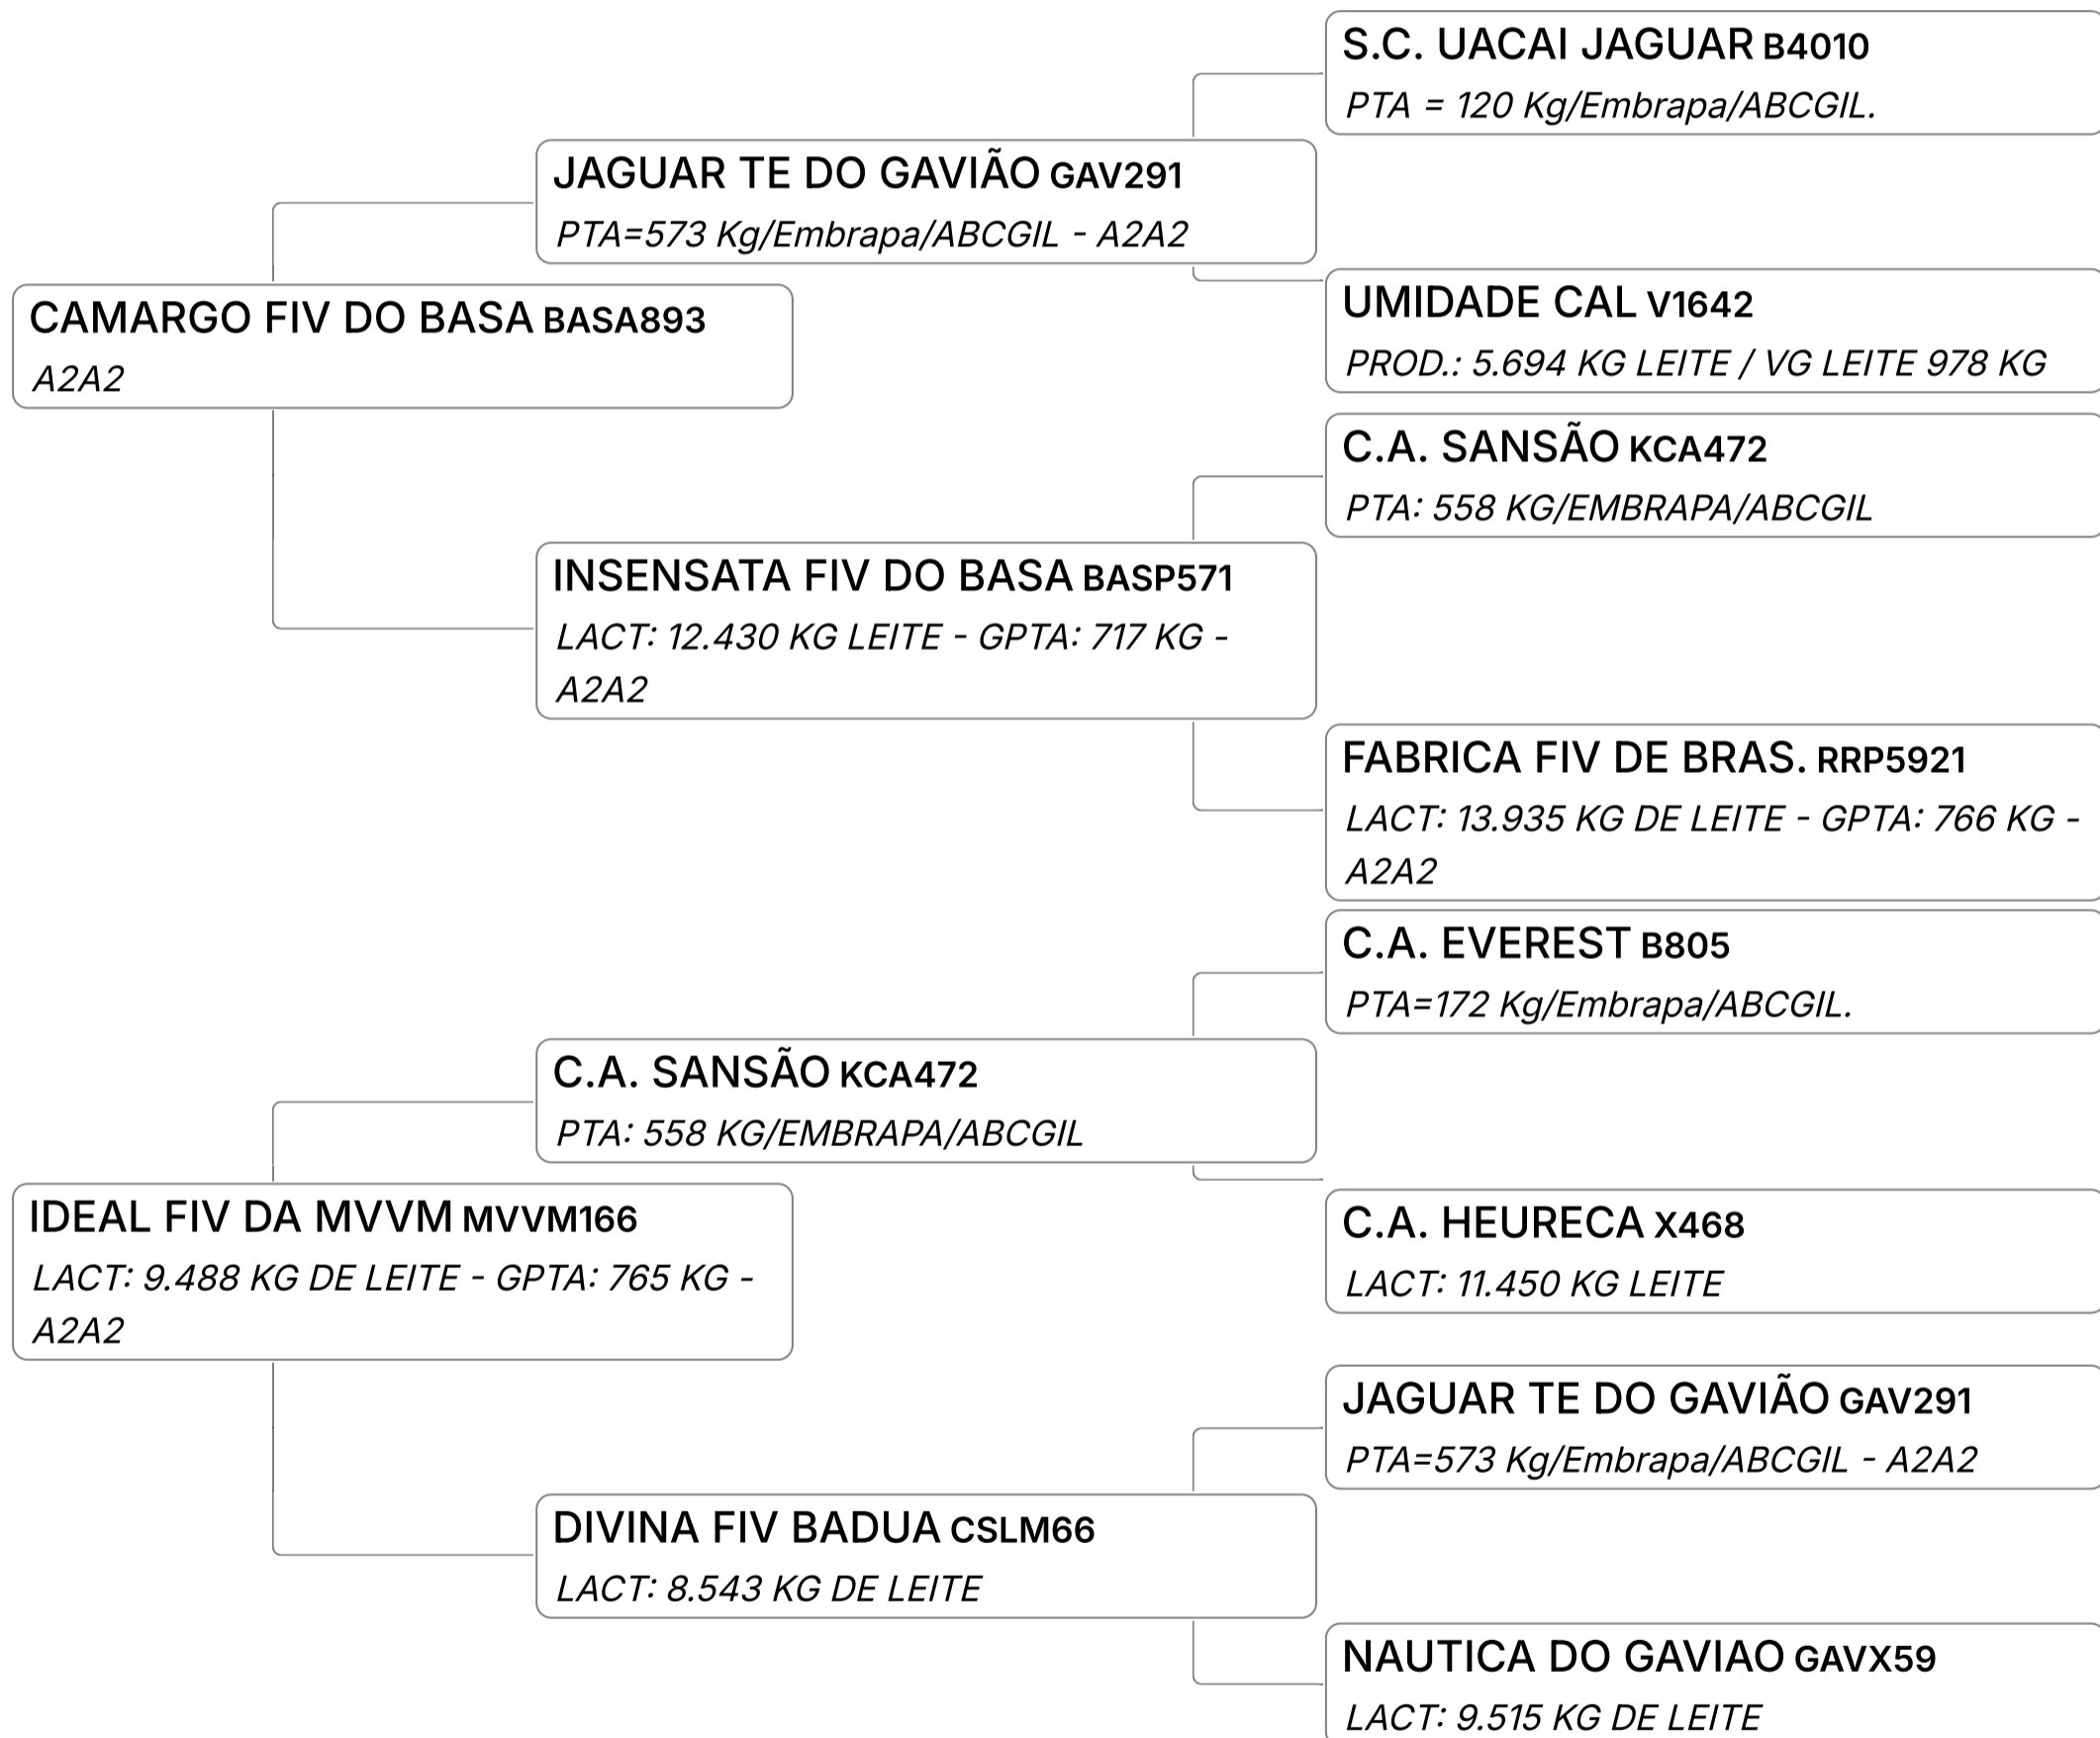 S.C. UACAI JAGUAR B4010
PTA = 120 Kg/Embrapa/ABCGIL.
JAGUAR TE DO GAVIÃO GAV291
PTA=573 Kg/Embrapa/ABCGIL - A2A2
UMIDADE CAL V1642
PROD.: 5.694 KG LEITE / VG LEITE 978 KG
CAMARGO FIV DO BASA BASA893
A2A2
C.A. SANSÃO KCA472
PTA: 558 KG/EMBRAPA/ABCGIL
INSENSATA FIV DO BASA BASP571
LACT: 12.430 KG LEITE - GPTA: 717 KG -
A2A2
FABRICA FIV DE BRAS. RRP5921
LACT: 13.935 KG DE LEITE - GPTA: 766 KG -
A2A2
C.A. EVEREST B805
PTA=172 Kg/Embrapa/ABCGIL.
C.A. SANSÃO KCA472
PTA: 558 KG/EMBRAPA/ABCGIL
C.A. HEURECA X468
LACT: 11.450 KG LEITE
IDEAL FIV DA MVVM MVVM166
LACT: 9.488 KG DE LEITE - GPTA: 765 KG -
A2A2
JAGUAR TE DO GAVIÃO GAV291
PTA=573 Kg/Embrapa/ABCGIL - A2A2
DIVINA FIV BADUA CSLM66
LACT: 8.543 KG DE LEITE
NAUTICA DO GAVIAO GAVX59
LACT: 9.515 KG DE LEITE